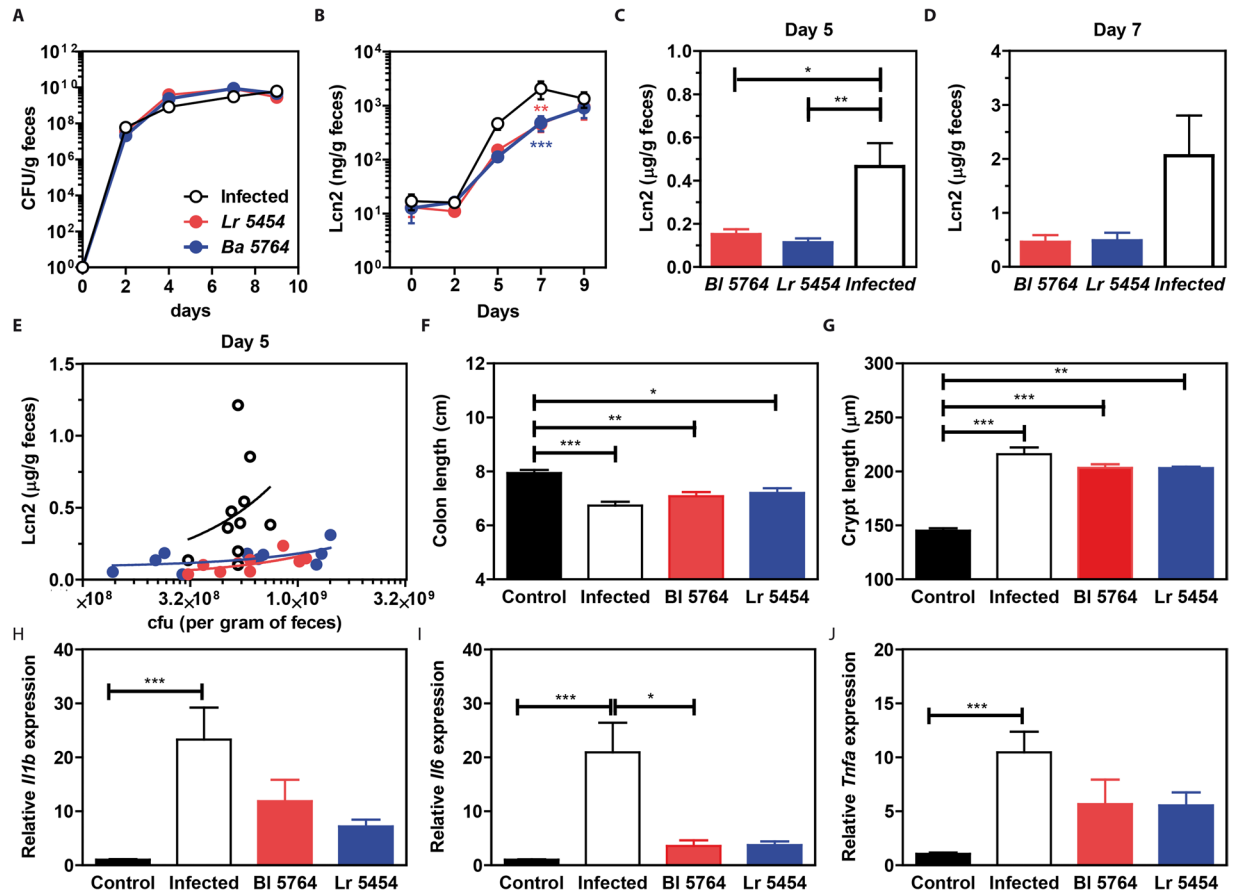 A
CFU/g feces
10¹²
10¹⁰
10⁸
10⁶
10⁴
10²
10⁰
Infected
Lr 5454
Ba 5764
0 2 4 6 8 10
days
B
Lcn2 (ng/g feces)
10⁴
10³
10²
10¹
10⁰
**
***
0 2 5 7 9
Days
C
Day 5
Lcn2 (μg/g feces)
1.0
0.8
0.6
0.4
0.2
0.0
*
**
Bl 5764 Lr 5454 Infected
D
Day 7
Lcn2 (μg/g feces)
4
3
2
1
0
Bl 5764 Lr 5454 Infected
E
Day 5
Lcn2 (μg/g feces)
1.5
1.0
0.5
0.0
×10⁸ 3.2×10⁸ 1.0×10⁹ 3.2×10⁹
cfu (per gram of feces)
F
Colon length (cm)
12
10
8
6
4
*
**
***
Control Infected Bl 5764 Lr 5454
G
Crypt length (μm)
300
250
200
150
100
**
***
***
Control Infected Bl 5764 Lr 5454
H
Relative Il1b expression
40
30
20
10
0
***
Control Infected Bl 5764 Lr 5454
I
Relative Il6 expression
40
30
20
10
0
*** *
Control Infected Bl 5764 Lr 5454
J
Relative Tnfa expression
20
15
10
5
0
***
Control Infected Bl 5764 Lr 5454